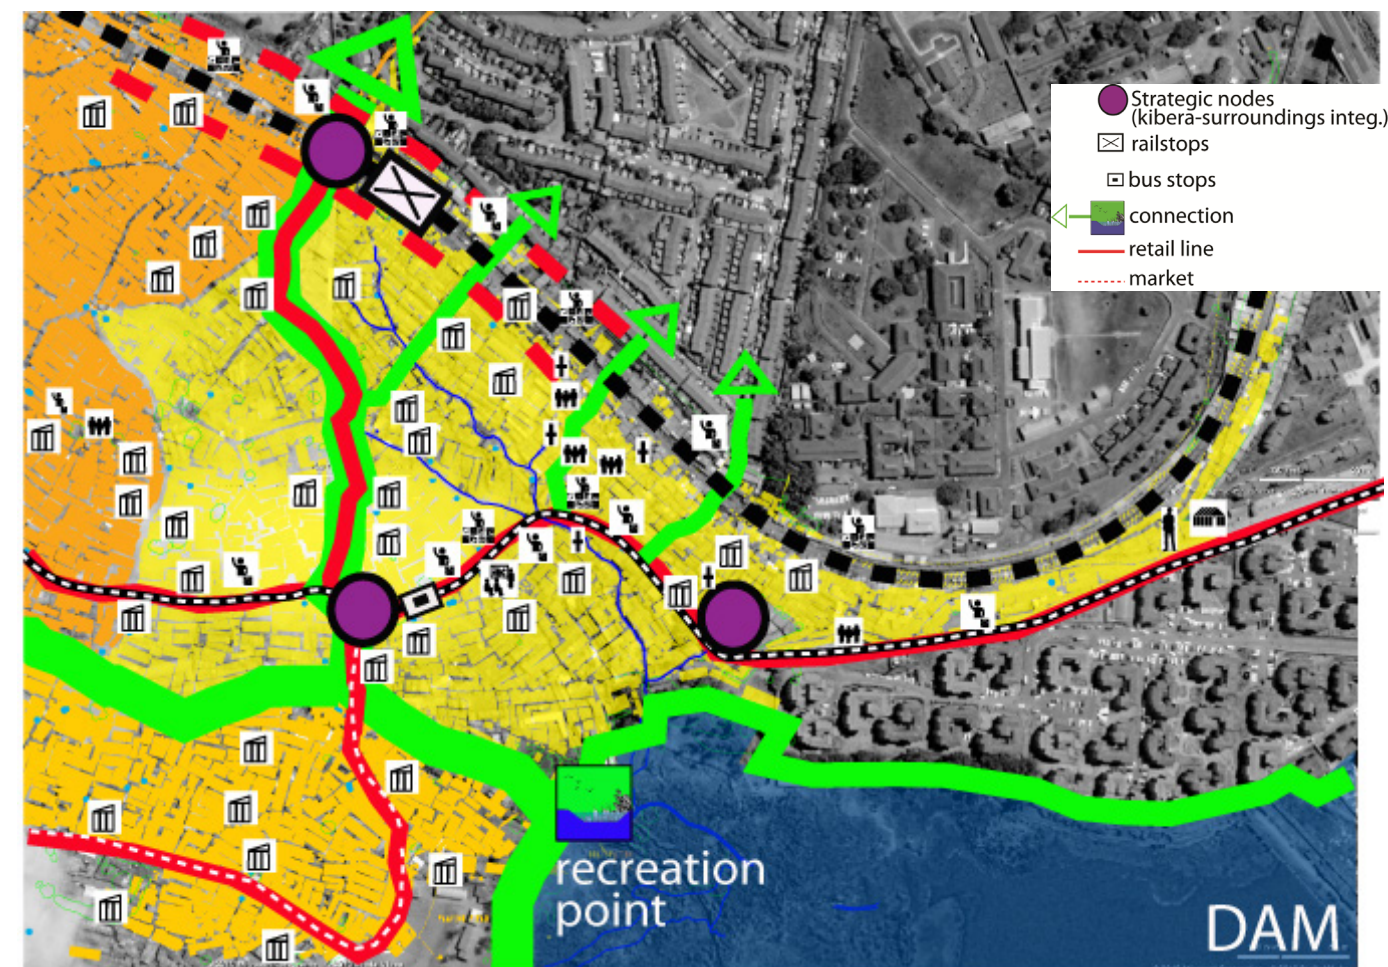 Strategic nodes
(kibera-surroundings integ.)
railstops
bus stops
connection
retail line
market
recreation
point
DAM